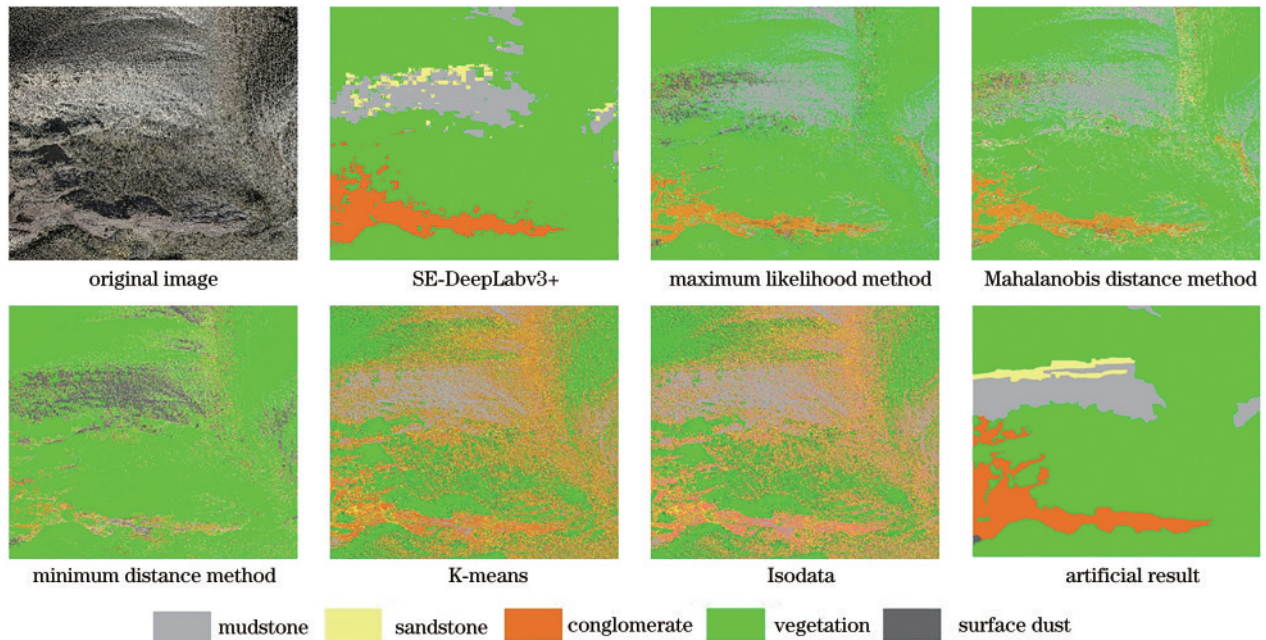 original image
SE-DeepLabv3+
maximum likelihood method
Mahalanobis distance method
minimum distance method
K-means
Isodata
artificial result
mudstone
sandstone
conglomerate
vegetation
surface dust